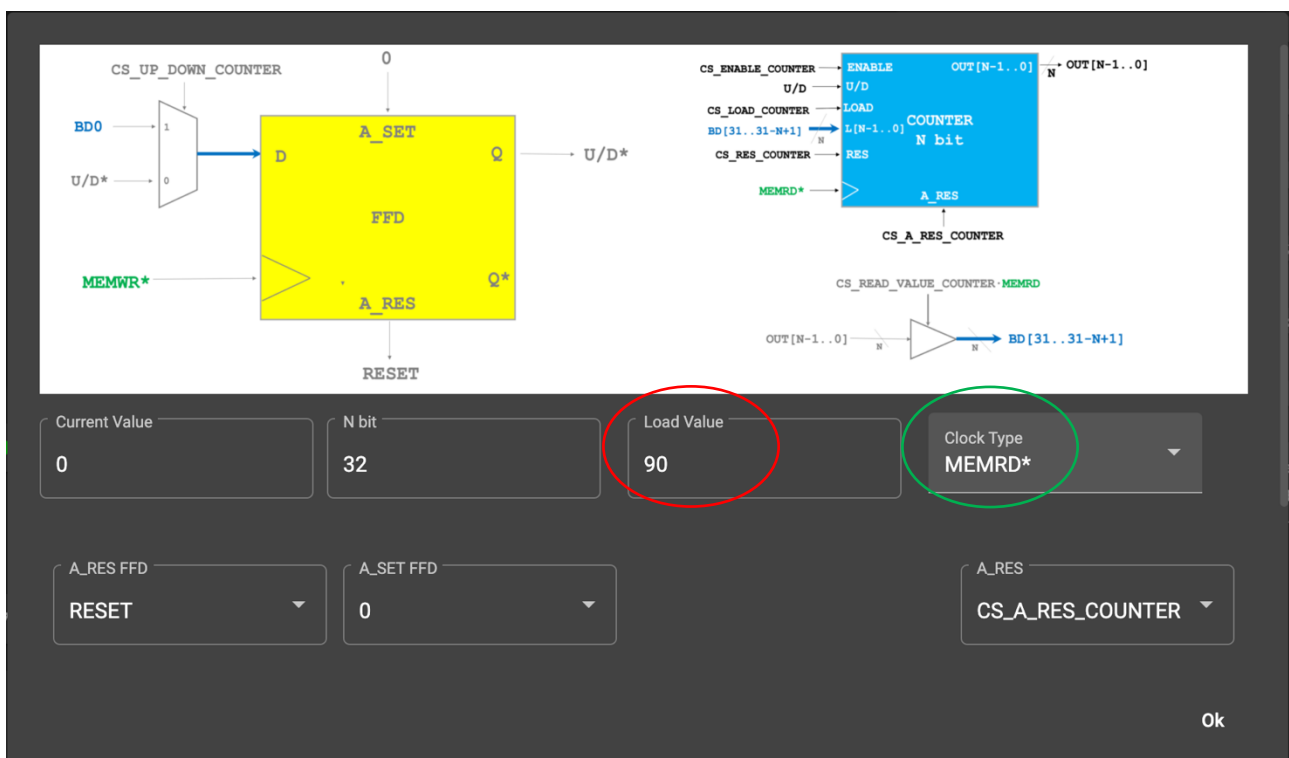 CS_UP_DOWN_COUNTER
0
BD0
1
U/D*
0
A_SET
D
Q
U/D*
FFD
MEMWR*
Q*
A_RES
RESET
CS_ENABLE_COUNTER
ENABLE
OUT[N-1..0]
N
OUT[N-1..0]
U/D
U/D
CS_LOAD_COUNTER
LOAD
COUNTER
BD[31..31-N+1]
N
L[N-1..0]
N bit
CS_RES_COUNTER
RES
MEMRD*
A_RES
CS_A_RES_COUNTER
CS_READ_VALUE_COUNTER·MEMRD
OUT[N-1..0]
N
N
BD[31..31-N+1]
Current Value
0
N bit
32
Load Value
90
Clock Type
MEMRD*
A_RES FFD
RESET
A_SET FFD
0
A_RES
CS_A_RES_COUNTER
Ok